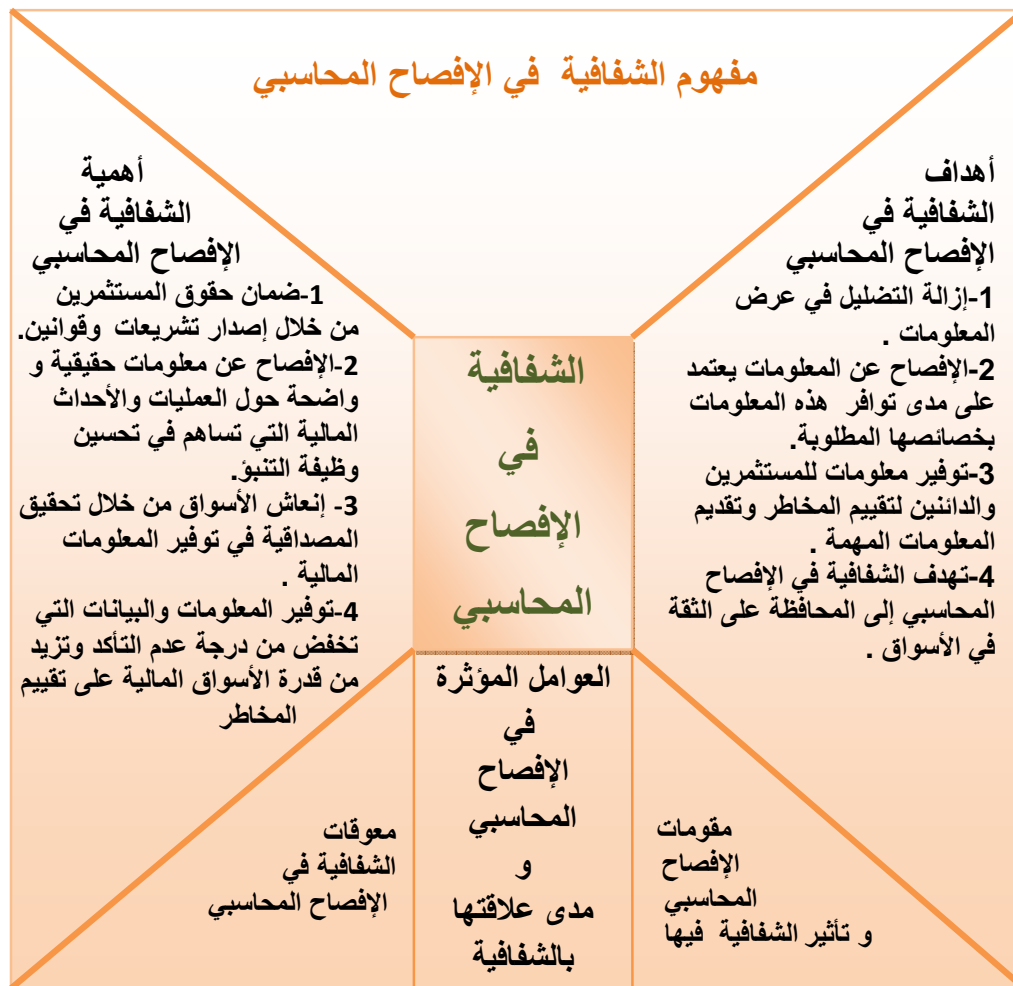 مفهوم الشفافية في الإفصاح المحاسبي
أهداف
الشفافية في
الإفصاح المحاسبي
1-إزالة التضليل في عرض
المعلومات .
2-الإفصاح عن المعلومات يعتمد
على مدى توافر هذه المعلومات
بخصائصها المطلوبة.
3-توفير معلومات للمستثمرين
والدائنين لتقييم المخاطر وتقديم
المعلومات المهمة .
4-تهدف الشفافية في الإفصاح
المحاسبي إلى المحافظة على الثقة
في الأسواق .
أهمية
الشفافية في
الإفصاح المحاسبي
1-ضمان حقوق المستثمرين
من خلال إصدار تشريعات وقوانين.
2-الإفصاح عن معلومات حقيقية و
واضحة حول العمليات والأحداث
المالية التي تساهم في تحسين
وظيفة التنبؤ.
3- إنعاش الأسواق من خلال تحقيق
المصداقية في توفير المعلومات
المالية .
4-توفير المعلومات والبيانات التي
تخفض من درجة عدم التأكد وتزيد
من قدرة الأسواق المالية على تقييم
المخاطر
الشفافية
في
الإفصاح
المحاسبي
مقومات
الإفصاح
المحاسبي
و تأثير الشفافية فيها
العوامل المؤثرة
في
الإفصاح
المحاسبي
و
مدى علاقتها
بالشفافية
معوقات
الشفافية في
الإفصاح المحاسبي